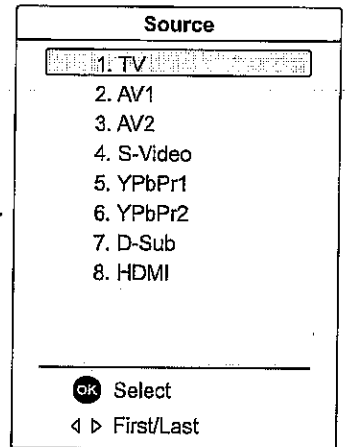 Source
1. TV
2. AV1
3. AV2
4. S-Video
5. YPbPr1
6. YPbPr2
7. D-Sub
8. HDMI
OK Select
◁ ▷ First/Last